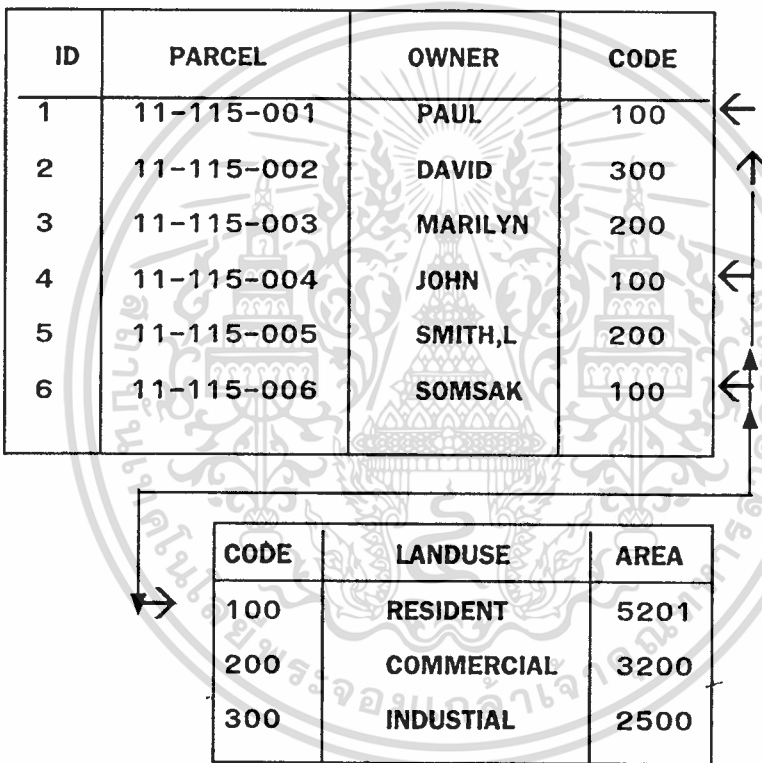 ID PARCEL OWNER CODE
1 11-115-001 PAUL 100
2 11-115-002 DAVID 300
3 11-115-003 MARILYN 200
4 11-115-004 JOHN 100
5 11-115-005 SMITH,L 200
6 11-115-006 SOMSAK 100
CODE LANDUSE AREA
100 RESIDENT 5201
200 COMMERCIAL 3200
300 INDUSTIAL 2500